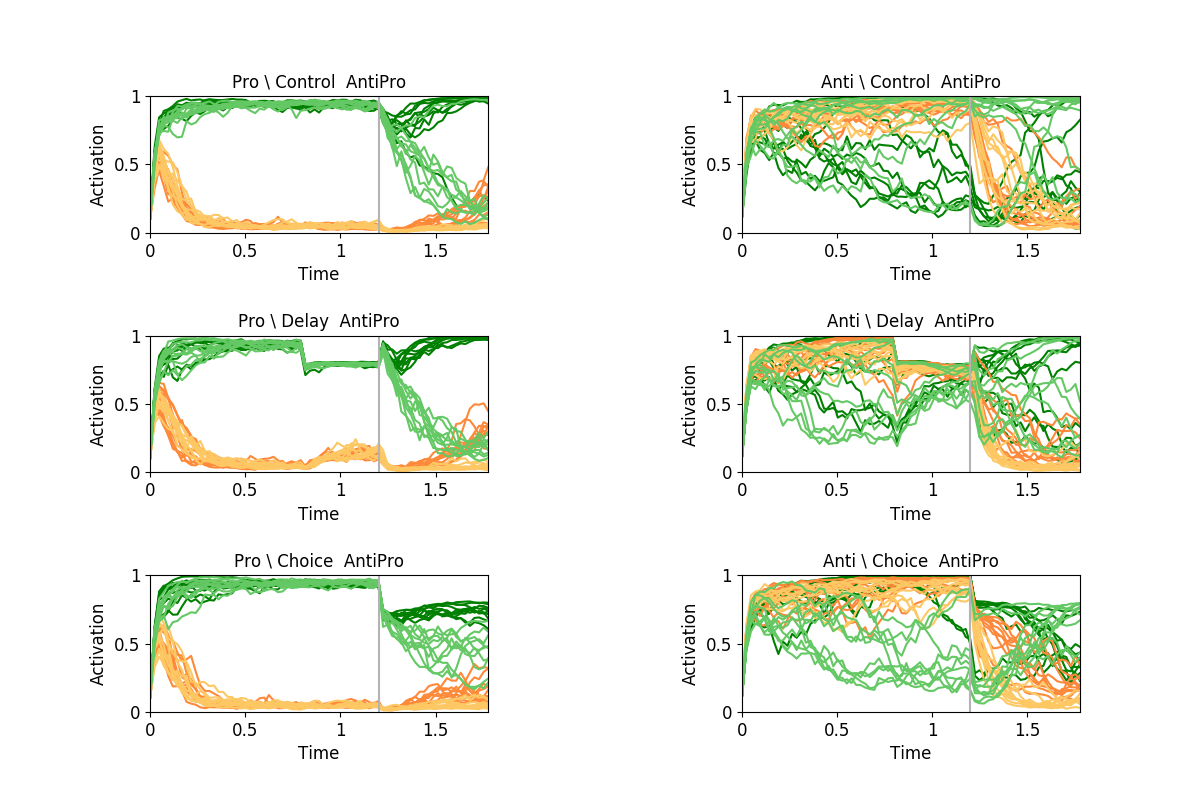 Pro \ Control  AntiPro
1
0.5
0
Activation
0 0.5 1 1.5
Time
Anti \ Control  AntiPro
1
0.5
0
Activation
0 0.5 1 1.5
Time
Pro \ Delay  AntiPro
1
0.5
0
Activation
0 0.5 1 1.5
Time
Anti \ Delay  AntiPro
1
0.5
0
Activation
0 0.5 1 1.5
Time
Pro \ Choice  AntiPro
1
0.5
0
Activation
0 0.5 1 1.5
Time
Anti \ Choice  AntiPro
1
0.5
0
Activation
0 0.5 1 1.5
Time